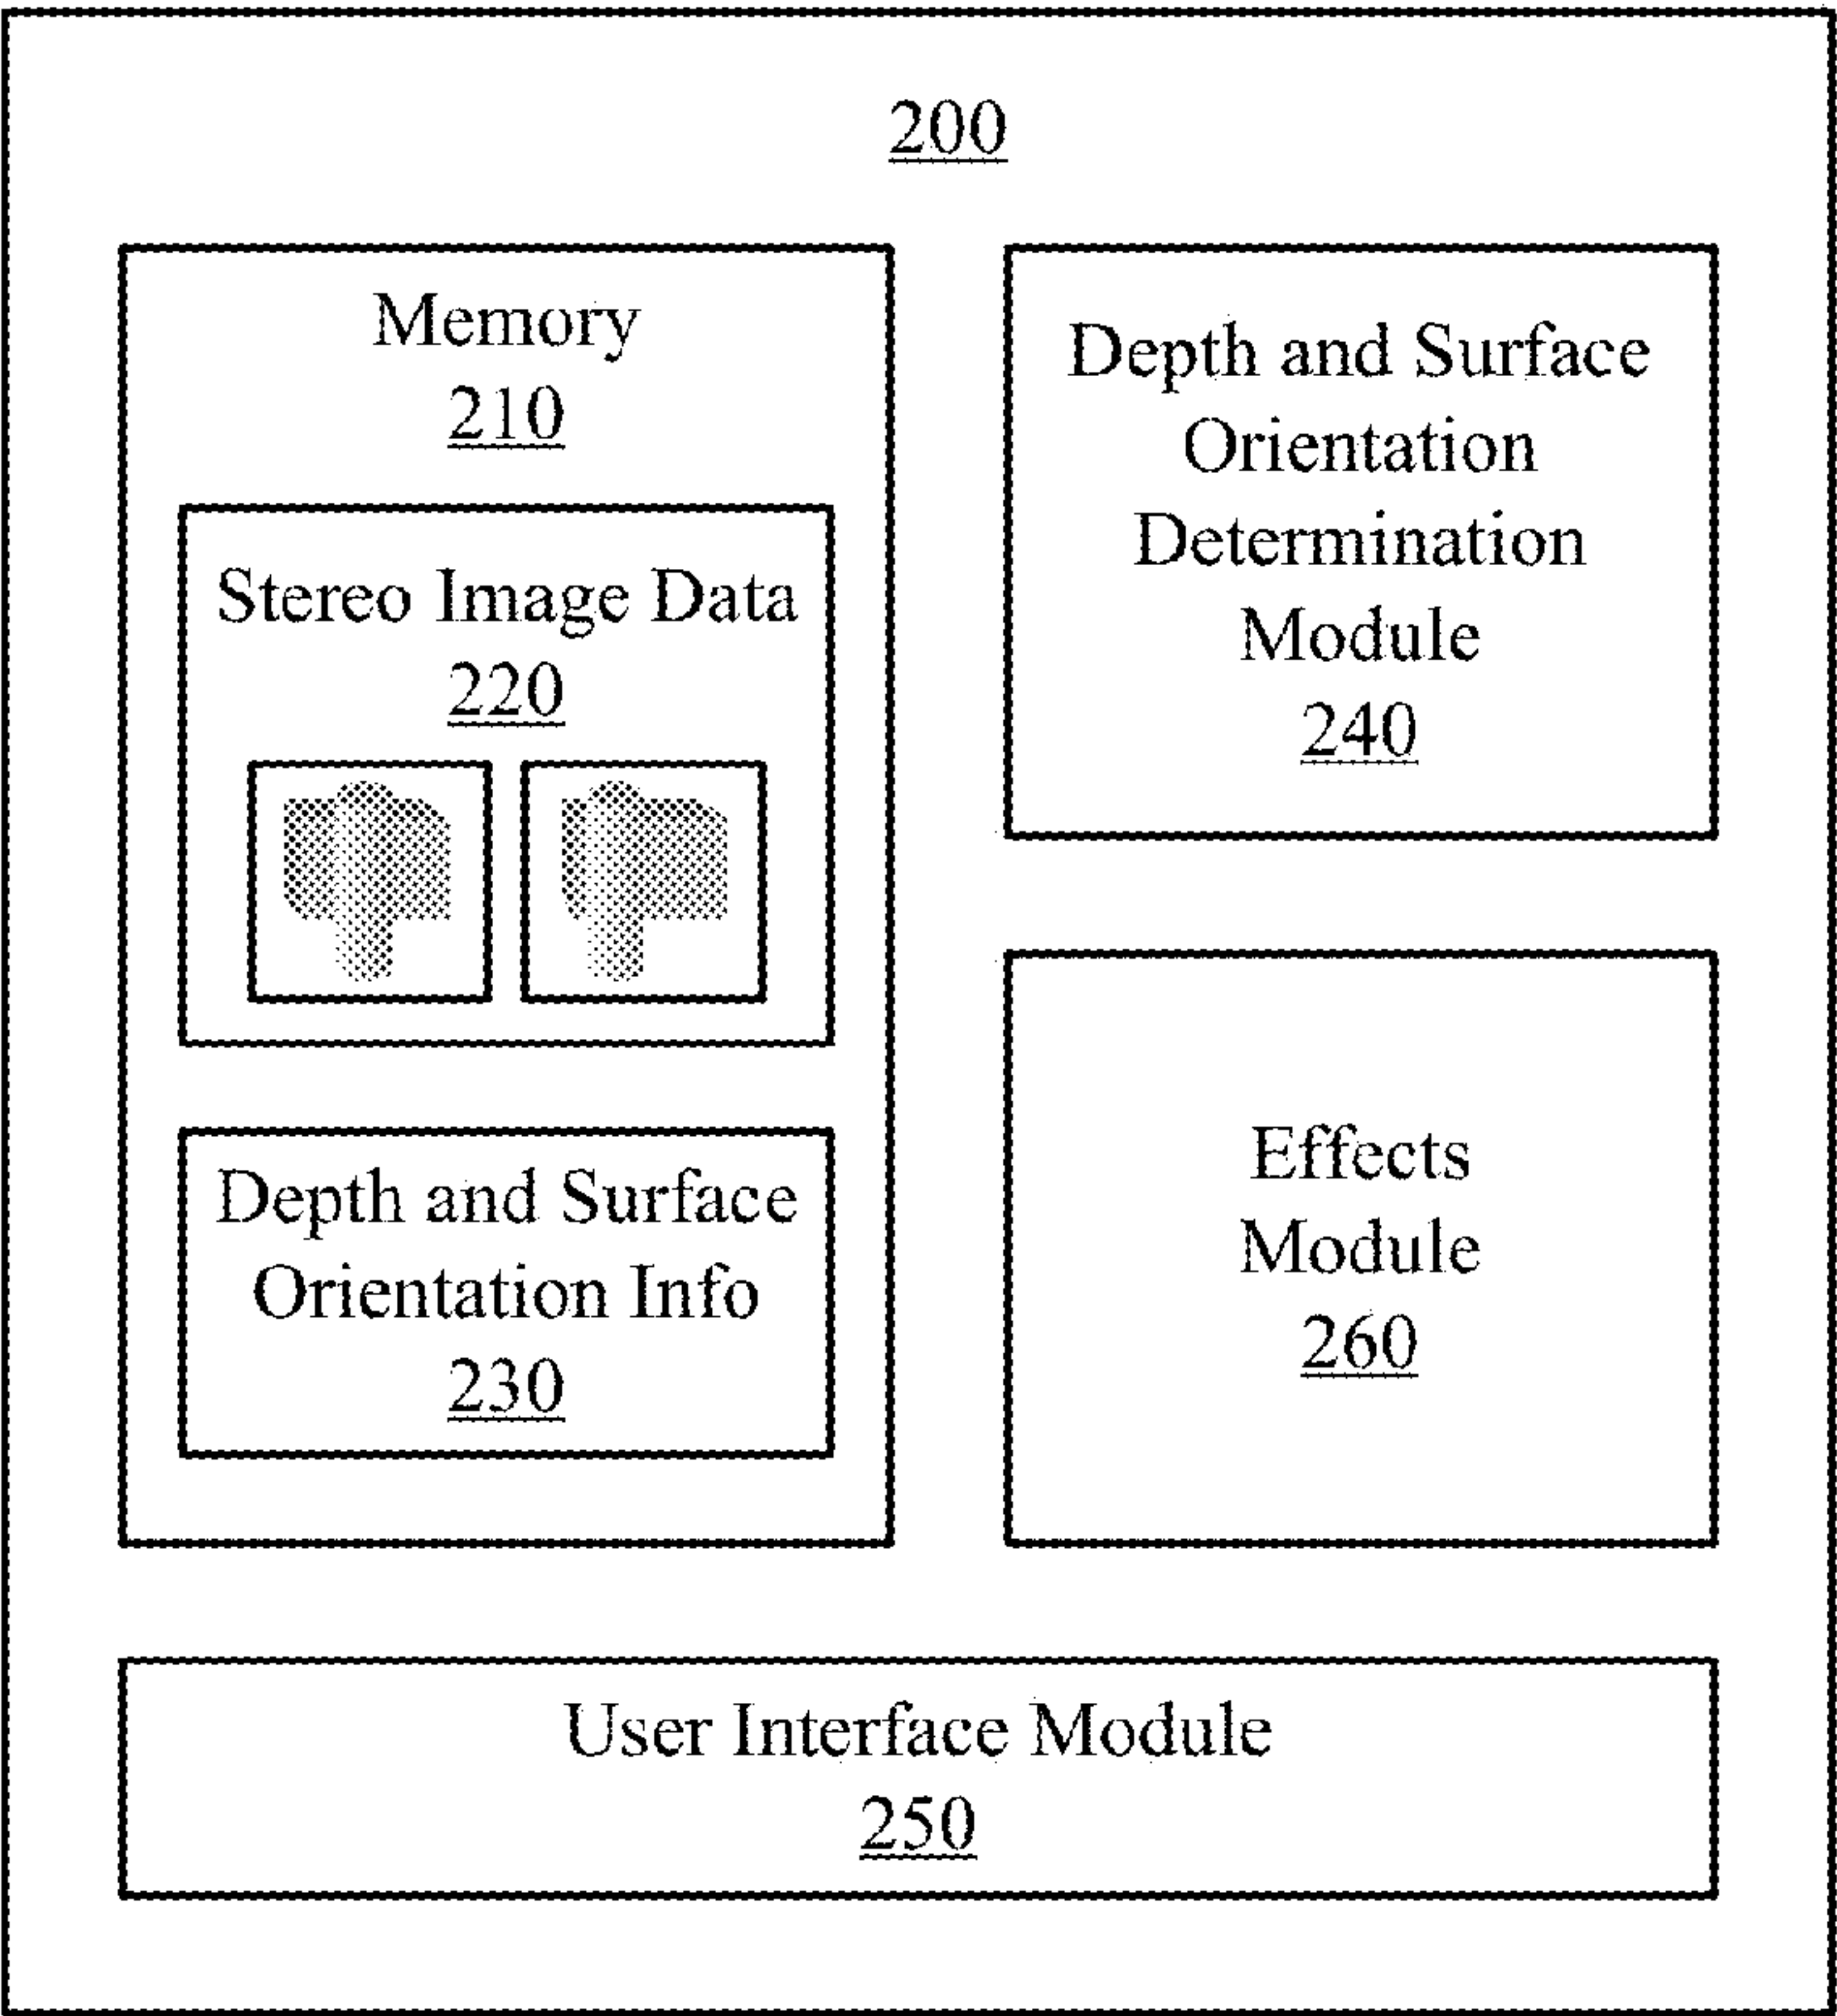 200
Memory
210
Stereo Image Data
220
Depth and Surface
Orientation Info
230
Depth and Surface
Orientation
Determination
Module
240
Effects
Module
260
User Interface Module
250